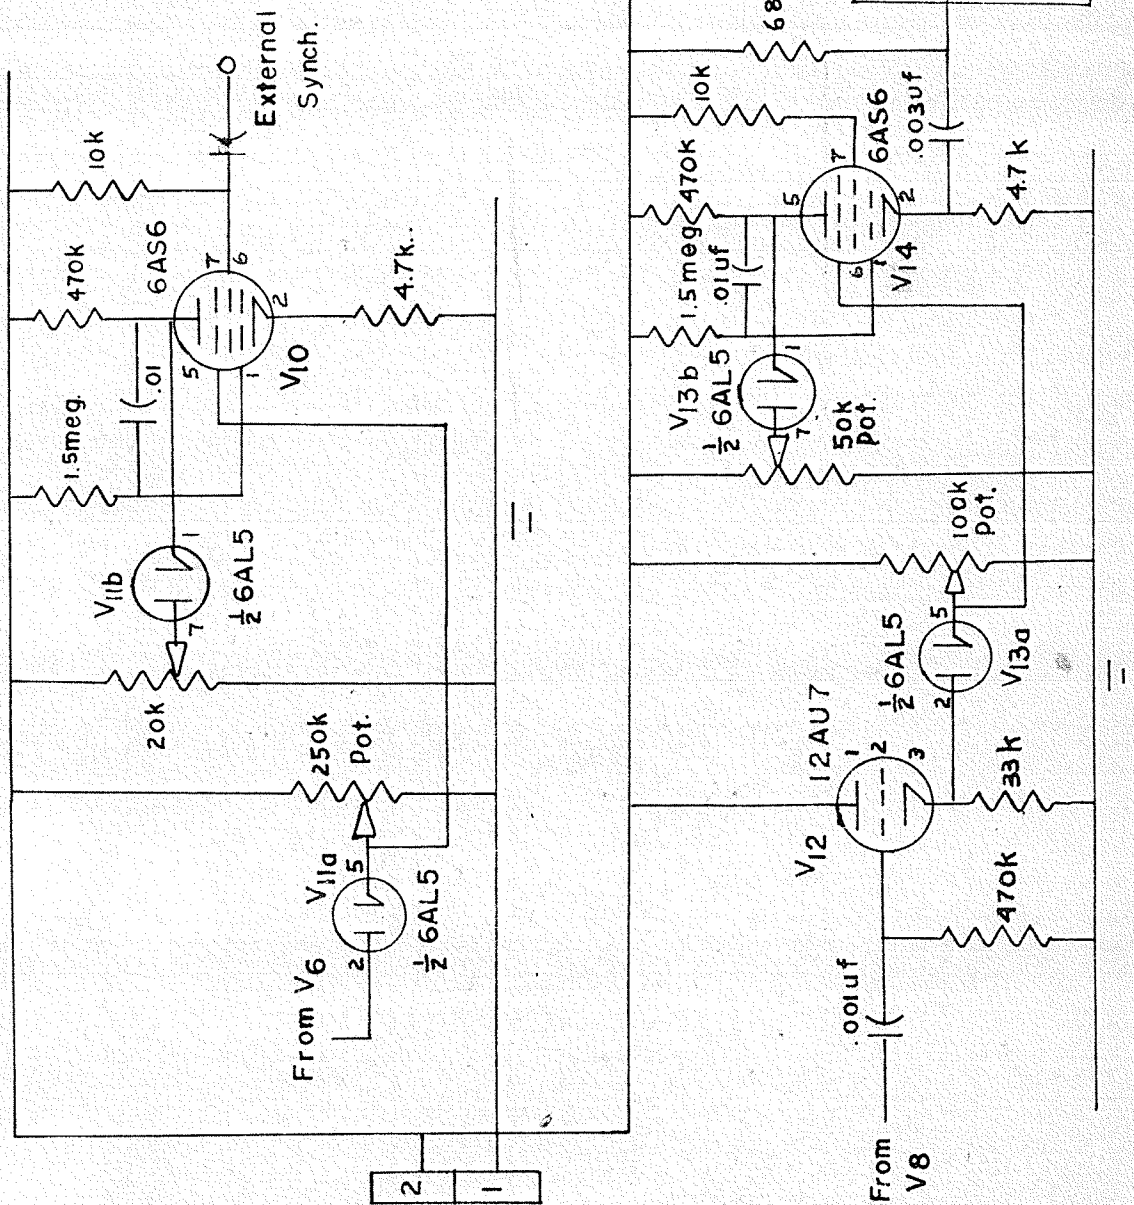 External
Synch.
10k
470k
6AS6
7
6
5
1
2
V10
4.7k..
.01
1.5meg.
V11b
1
7
1/2 6AL5
20k
250k
Pot.
V11a
5
2
1/2 6AL5
From V6
2
1
68
10k
470k
1.5meg.
.01uf
6AS6
7
5
6
1
2
V14
.003uf
4.7k
V13b
1/2 6AL5
1
7
50k
pot.
100k
Pot.
1/2 6AL5
5
2
V13a
12AU7
1
2
3
V12
33k
470k
.001uf
From
V8